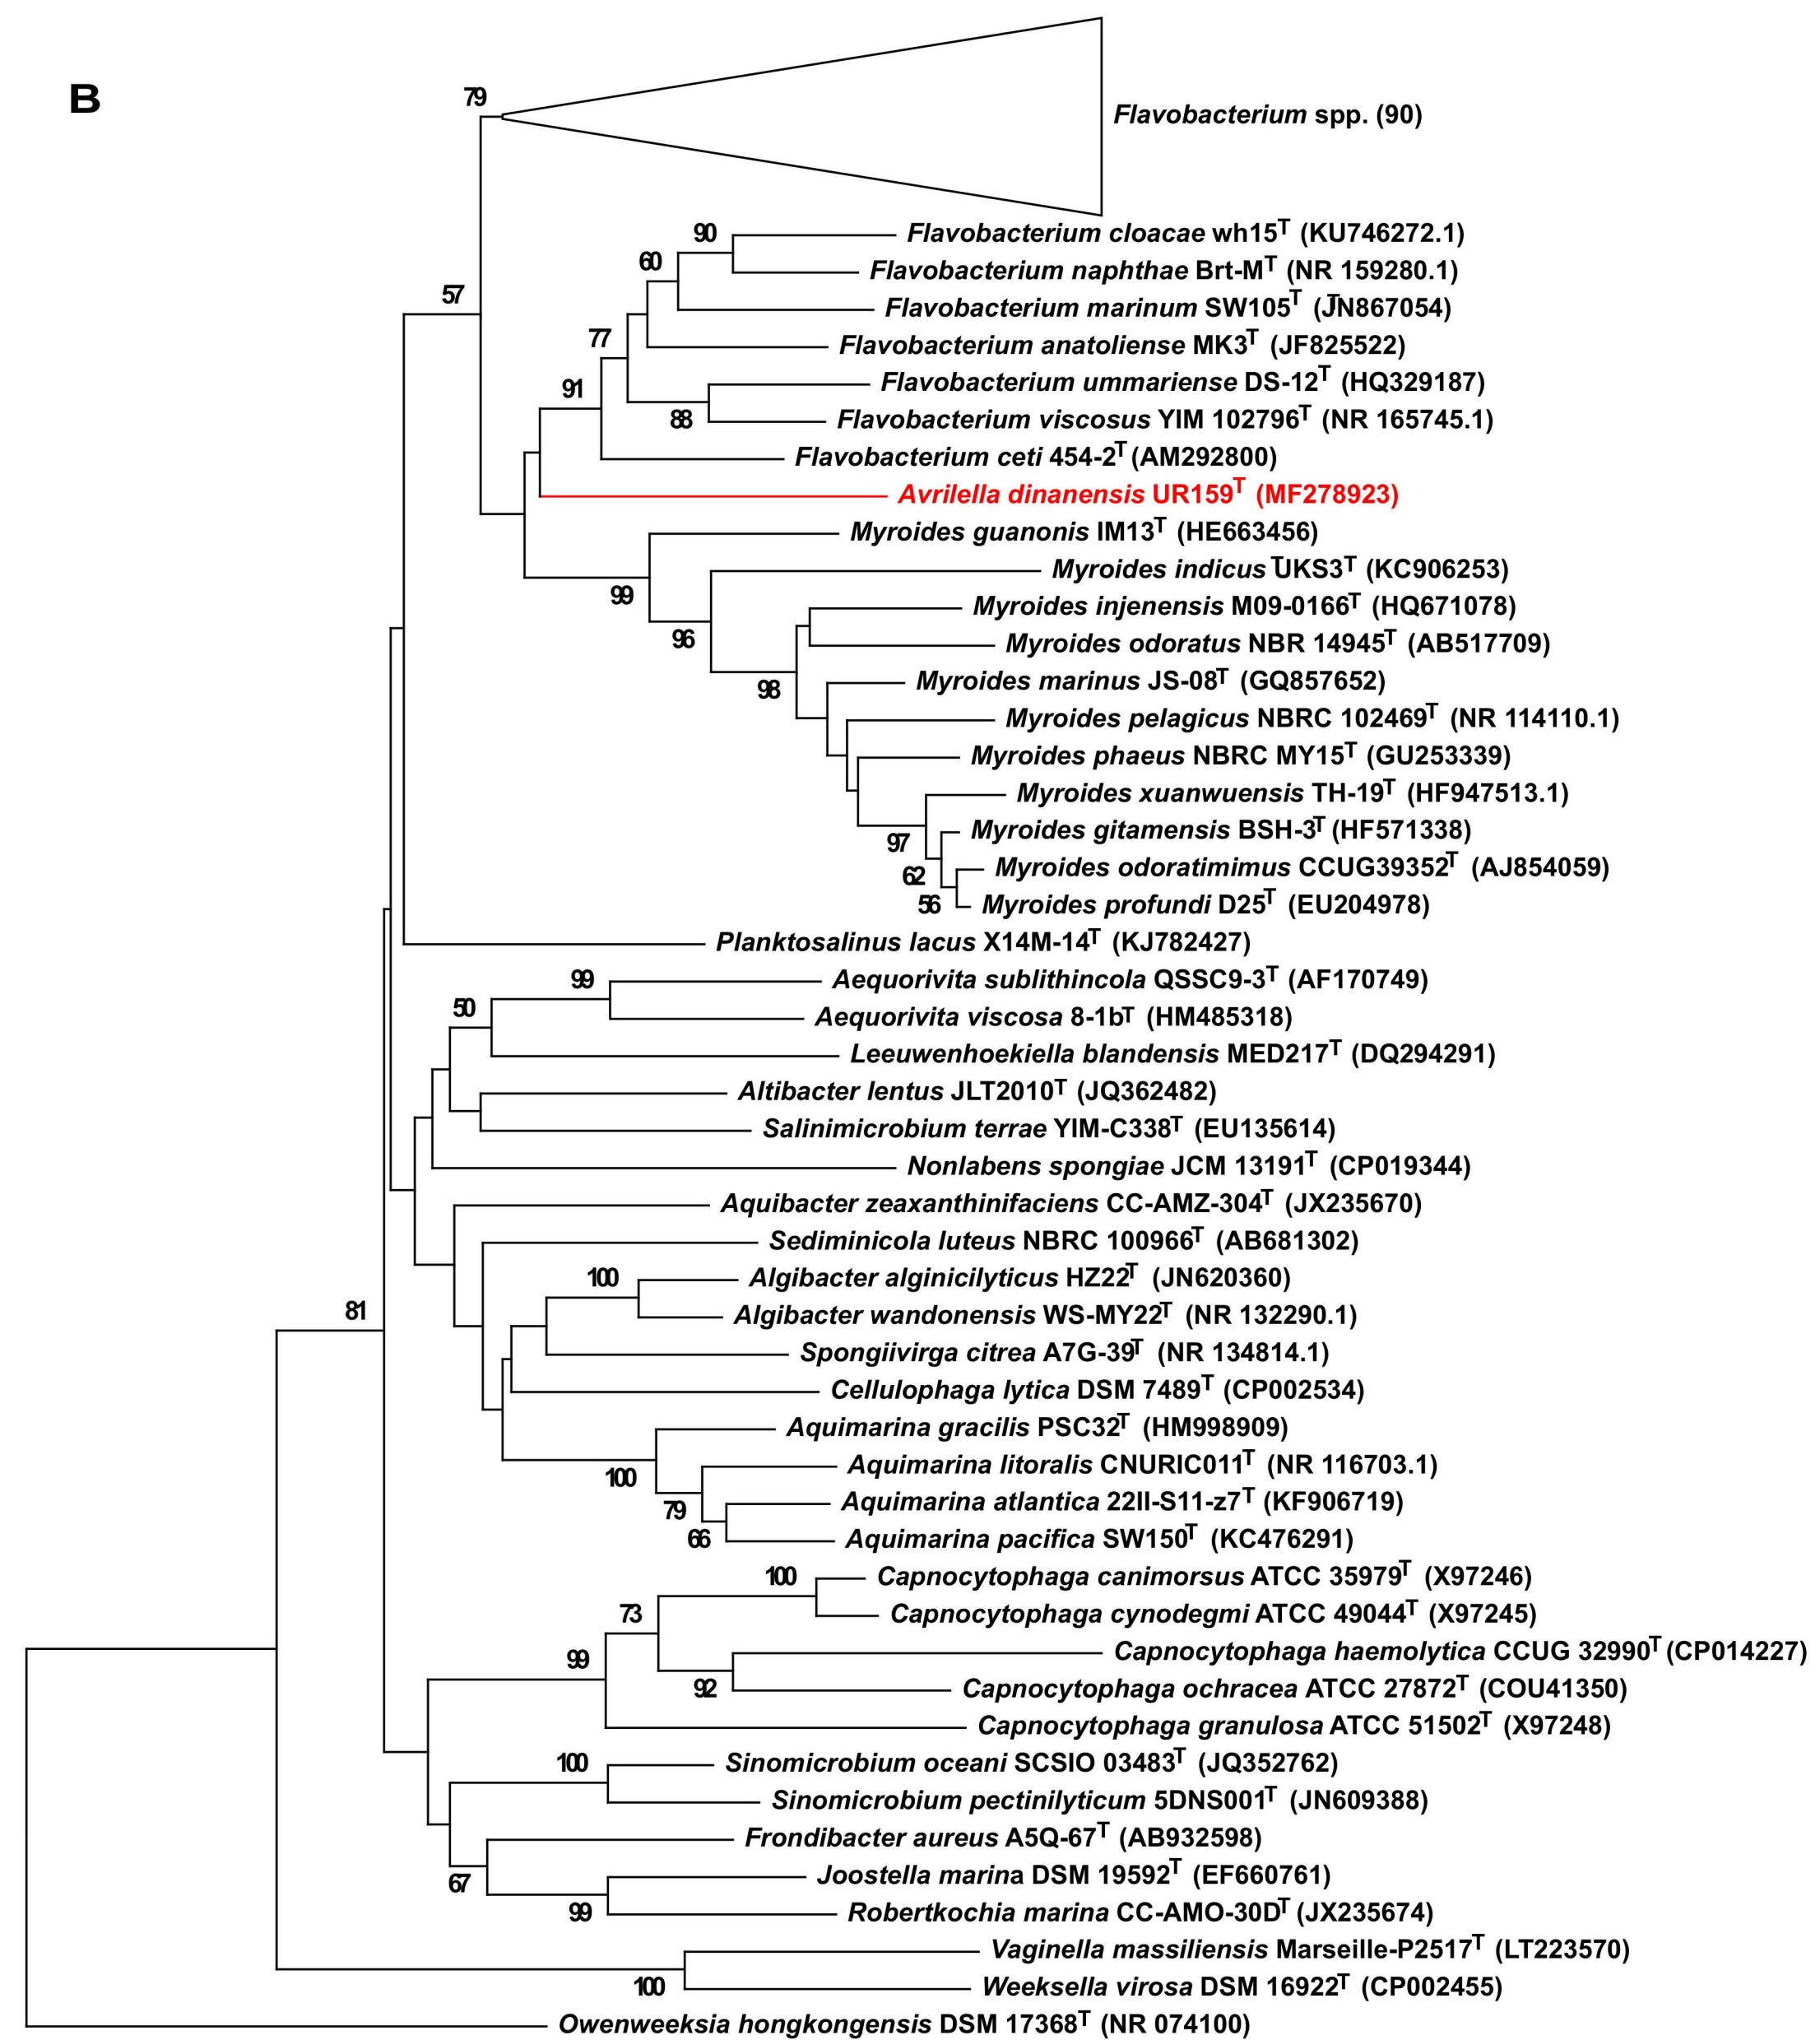 B
79
Flavobacterium spp. (90)
90
Flavobacterium cloacae wh15T (KU746272.1)
60
Flavobacterium naphthae Brt-MT (NR 159280.1)
57
Flavobacterium marinum SW105T (JTN867054)
77
Flavobacterium anatoliense MK3T (JF825522)
91
Flavobacterium ummariense DS-12T (HQ329187)
88
Flavobacterium viscosus YIM 102796T (NR 165745.1)
Flavobacterium ceti 454-2T (AM292800)
Avrilella dinanensis UR159T (MF278923)
Myroides guanonis IM13T (HE663456)
Myroides indicus TUKS3T (KC906253)
99
Myroides injenensis M09-0166T (HQ671078)
96
Myroides odoratus NBR 14945T (AB517709)
Myroides marinus JS-08T (GQ857652)
98
Myroides pelagicus NBRC 102469T (NR 114110.1)
Myroides phaeus NBRC MY15T (GU253339)
Myroides xuanwuensis TH-19T (HF947513.1)
Myroides gitamensis BSH-3T (HF571338)
97
Myroides odoratimimus CCUG39352T (AJ854059)
62
Myroides profundi D25T (EU204978)
56
Planktosalinus lacus X14M-14T (KJ782427)
99
Aequorivita sublithincola QSSC9-3T (AF170749)
50
Aequorivita viscosa 8-1bT (HM485318)
Leeuwenhoekiella blandensis MED217T (DQ294291)
Altibacter lentus JLT2010T (JQ362482)
Salinimicrobium terrae YIM-C338T (EU135614)
Nonlabens spongiae JCM 13191T (CP019344)
Aquibacter zeaxanthinifaciens CC-AMZ-304T (JX235670)
Sediminicola luteus NBRC 100966T (AB681302)
100
Algibacter alginicilyticus HZ22T (JN620360)
81
Algibacter wandonensis WS-MY22T (NR 132290.1)
Spongiivirga citrea A7G-39T (NR 134814.1)
Cellulophaga lytica DSM 7489T (CP002534)
Aquimarina gracilis PSC32T (HM998909)
Aquimarina litoralis CNURIC011T (NR 116703.1)
100
Aquimarina atlantica 22II-S11-z7T (KF906719)
79
Aquimarina pacifica SW150T (KC476291)
66
100
Capnocytophaga canimorsus ATCC 35979T (X97246)
73
Capnocytophaga cynodegmi ATCC 49044T (X97245)
99
Capnocytophaga haemolytica CCUG 32990T (CP014227)
92
Capnocytophaga ochracea ATCC 27872T (COU41350)
Capnocytophaga granulosa ATCC 51502T (X97248)
100
Sinomicrobium oceani SCSIO 03483T (JQ352762)
Sinomicrobium pectinilyticum 5DNS001T (JN609388)
Frondibacter aureus A5Q-67T (AB932598)
67
Joostella marina DSM 19592T (EF660761)
99
Robertkochia marina CC-AMO-30DT (JX235674)
Vaginella massiliensis Marseille-P2517T (LT223570)
100
Weeksella virosa DSM 16922T (CP002455)
Owenweeksia hongkongensis DSM 17368T (NR 074100)